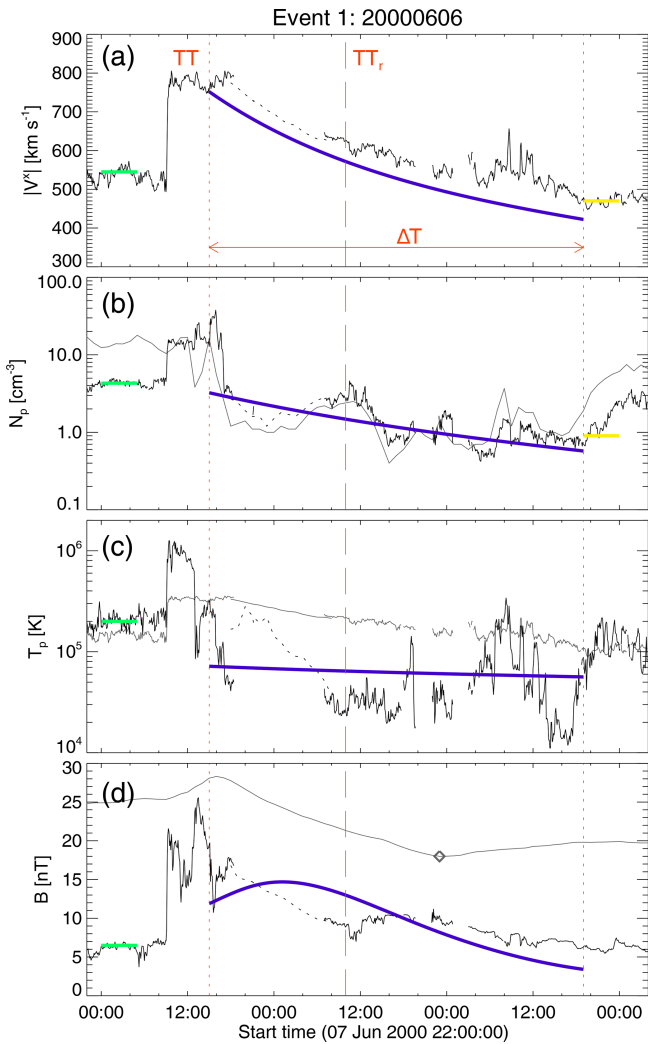 Event 1: 20000606
(a)
TT
TTr
ΔT
|Vx| [km s-1]
900
800
700
600
500
400
300
(b)
Np [cm-3]
100.0
10.0
1.0
0.1
(c)
Tp [K]
10^6
10^5
10^4
(d)
B [nT]
30
25
20
15
10
5
0
00:00 12:00 00:00 12:00 00:00 12:00 00:00
Start time (07 Jun 2000 22:00:00)